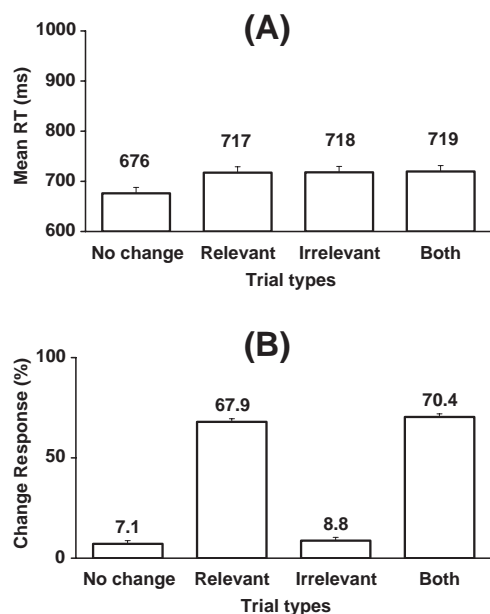 (A)
Mean RT (ms)
1000
900
800
700
600
676
717
718
719
No change
Relevant
Irrelevant
Both
Trial types
(B)
Change Response (%)
100
50
0
7.1
67.9
8.8
70.4
No change
Relevant
Irrelevant
Both
Trial types